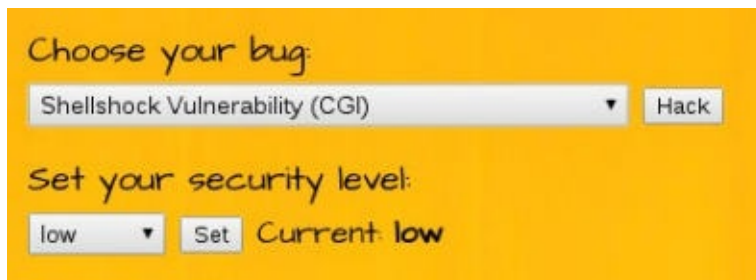 Choose your bug:
Shellshock Vulnerability (CGI) Hack
Set your security level:
low Set Current: low